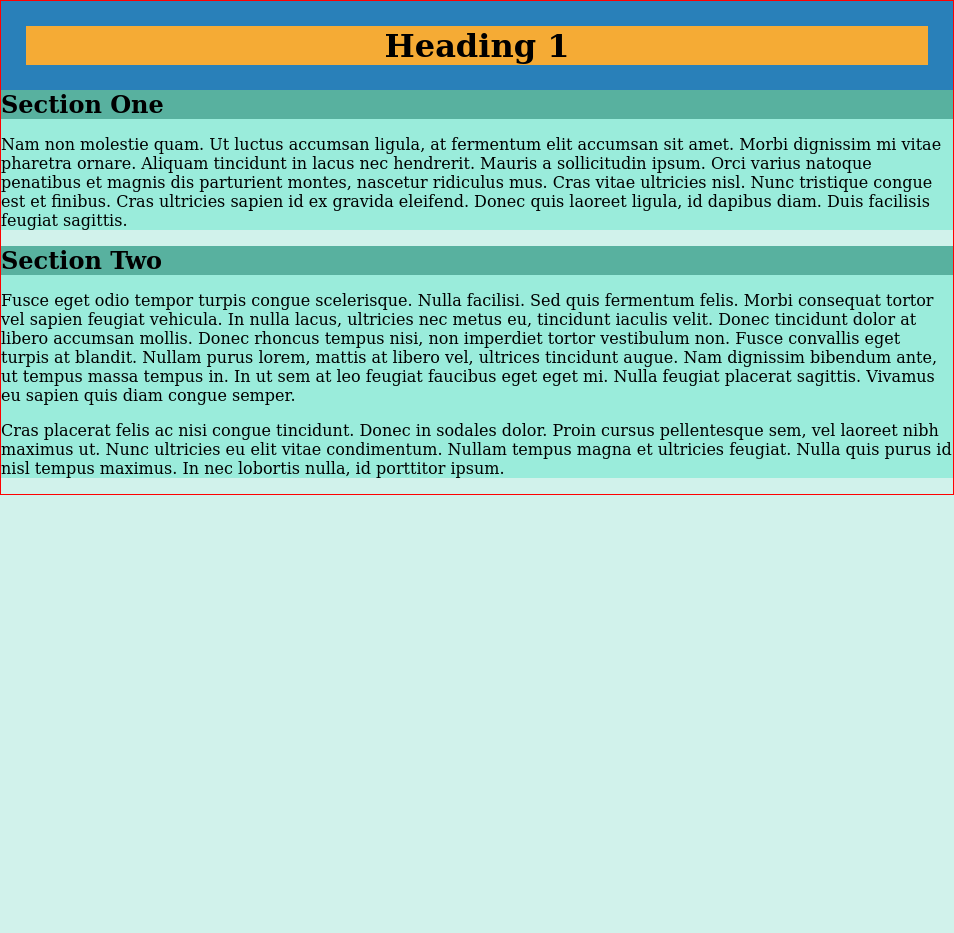 Heading 1
Section One
Nam non molestie quam. Ut luctus accumsan ligula, at fermentum elit accumsan sit amet. Morbi dignissim mi vitae
pharetra ornare. Aliquam tincidunt in lacus nec hendrerit. Mauris a sollicitudin ipsum. Orci varius natoque
penatibus et magnis dis parturient montes, nascetur ridiculus mus. Cras vitae ultricies nisl. Nunc tristique congue
est et finibus. Cras ultricies sapien id ex gravida eleifend. Donec quis laoreet ligula, id dapibus diam. Duis facilisis
feugiat sagittis.
Section Two
Fusce eget odio tempor turpis congue scelerisque. Nulla facilisi. Sed quis fermentum felis. Morbi consequat tortor
vel sapien feugiat vehicula. In nulla lacus, ultricies nec metus eu, tincidunt iaculis velit. Donec tincidunt dolor at
libero accumsan mollis. Donec rhoncus tempus nisi, non imperdiet tortor vestibulum non. Fusce convallis eget
turpis at blandit. Nullam purus lorem, mattis at libero vel, ultrices tincidunt augue. Nam dignissim bibendum ante,
ut tempus massa tempus in. In ut sem at leo feugiat faucibus eget eget mi. Nulla feugiat placerat sagittis. Vivamus
eu sapien quis diam congue semper.
Cras placerat felis ac nisi congue tincidunt. Donec in sodales dolor. Proin cursus pellentesque sem, vel laoreet nibh
maximus ut. Nunc ultricies eu elit vitae condimentum. Nullam tempus magna et ultricies feugiat. Nulla quis purus id
nisl tempus maximus. In nec lobortis nulla, id porttitor ipsum.